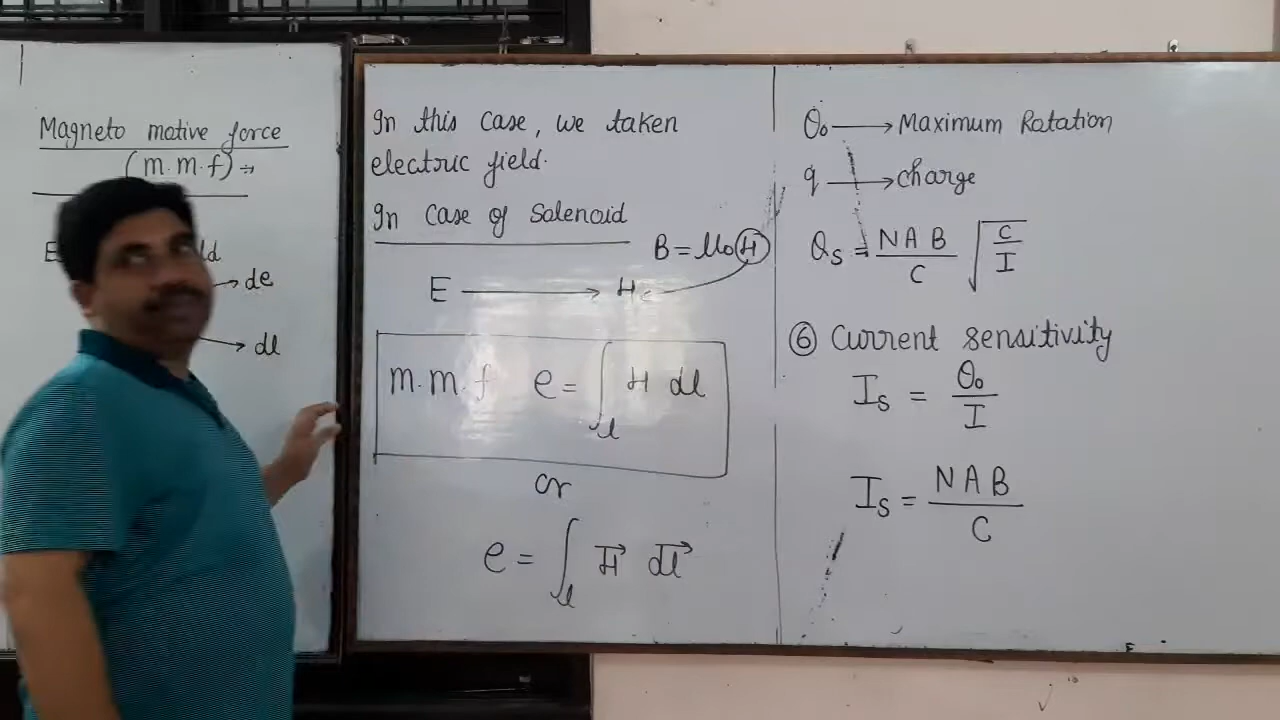 Magneto motive force
(m.m.f) →
E
ld
→ de
→ dl
In this case, we taken
electric field.
In case of Solenoid
B = μ₀H
E → H
m.m.f e = ∫ₗ H dl
or
e = ∫ₗ H⃗ dl⃗
θ₀ → Maximum Rotation
q → charge
Qs = NAB/C √(C/I)
⑥ Current sensitivity
Is = θ₀/I
Is = NAB/C